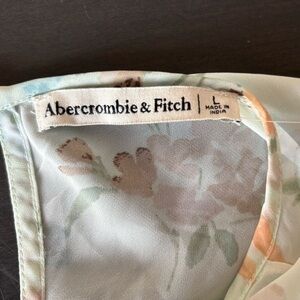 Abercrombie & Fitch | L
MADE IN
INDIA